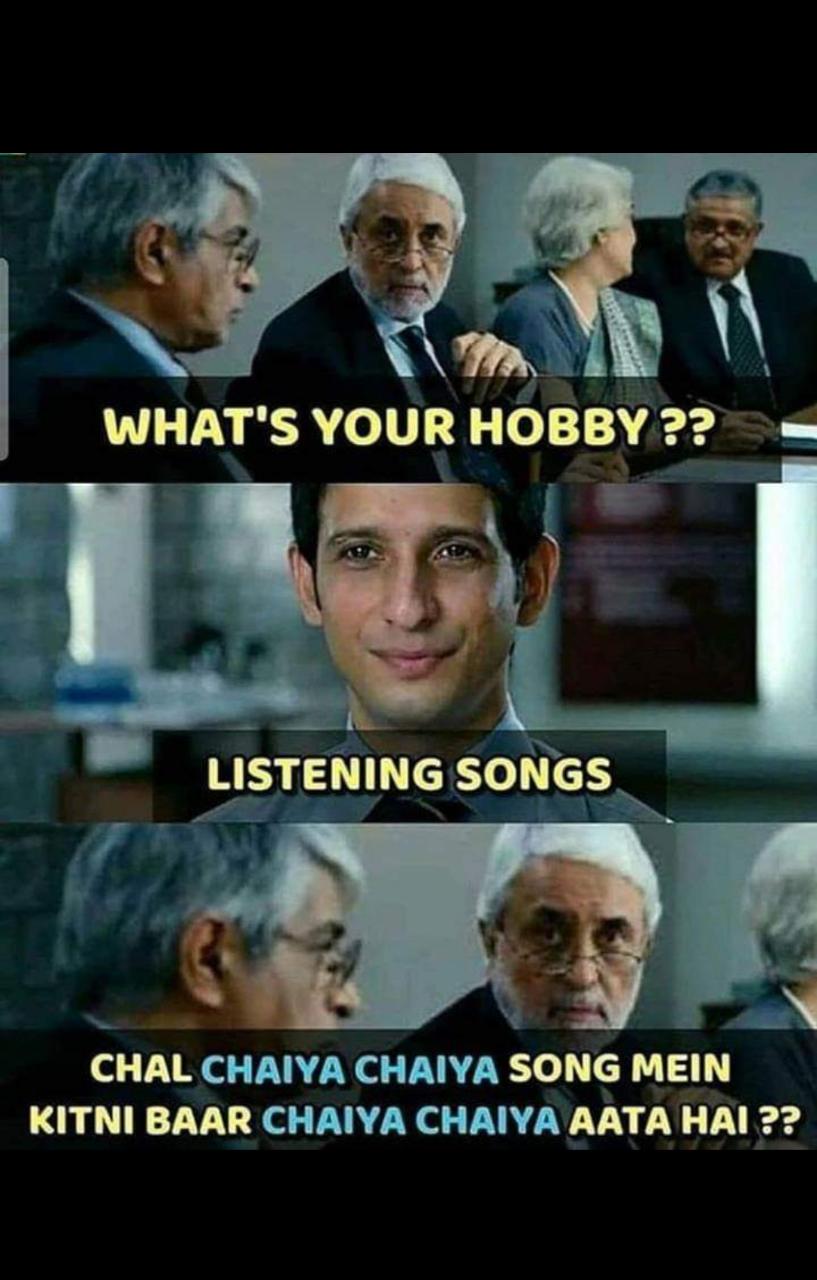 WHAT'S YOUR HOBBY ??
LISTENING SONGS
CHAL CHAIYA CHAIYA SONG MEIN
KITNI BAAR CHAIYA CHAIYA AATA HAI ??